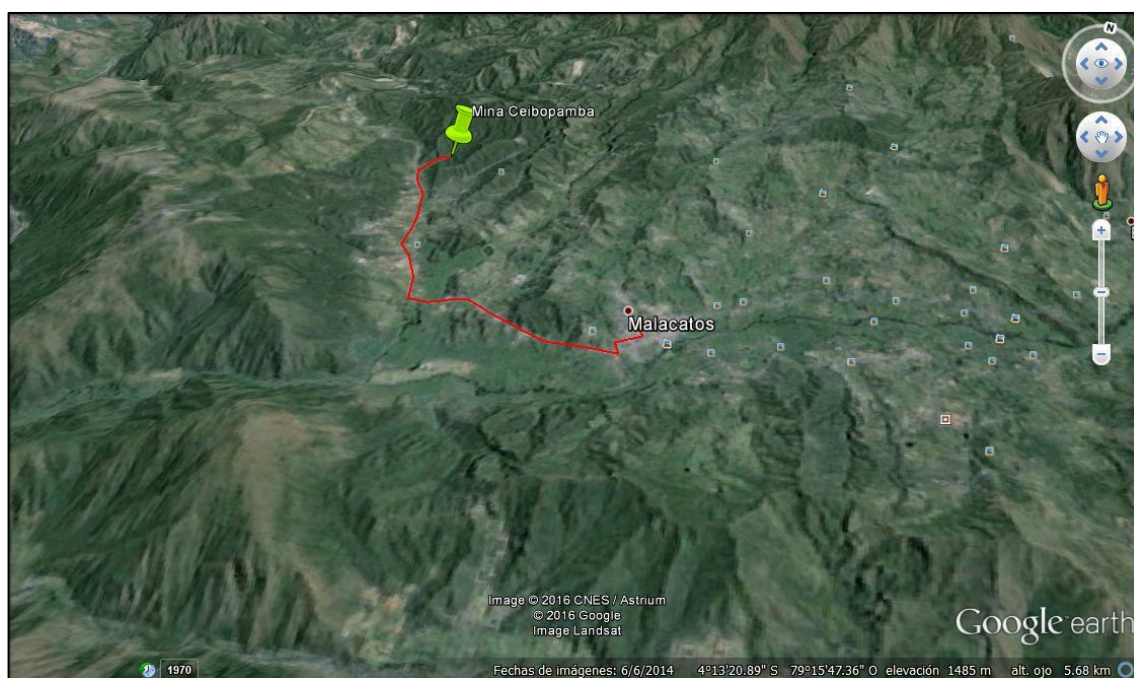 N
Mina Ceibopamba
Malacatos
Image © 2016 CNES / Astrium
© 2016 Google
Image Landsat
Google earth
1970
Fechas de imágenes: 6/6/2014 4°13'20.89" S 79°15'47.36" O elevación 1485 m alt. ojo 5.68 km